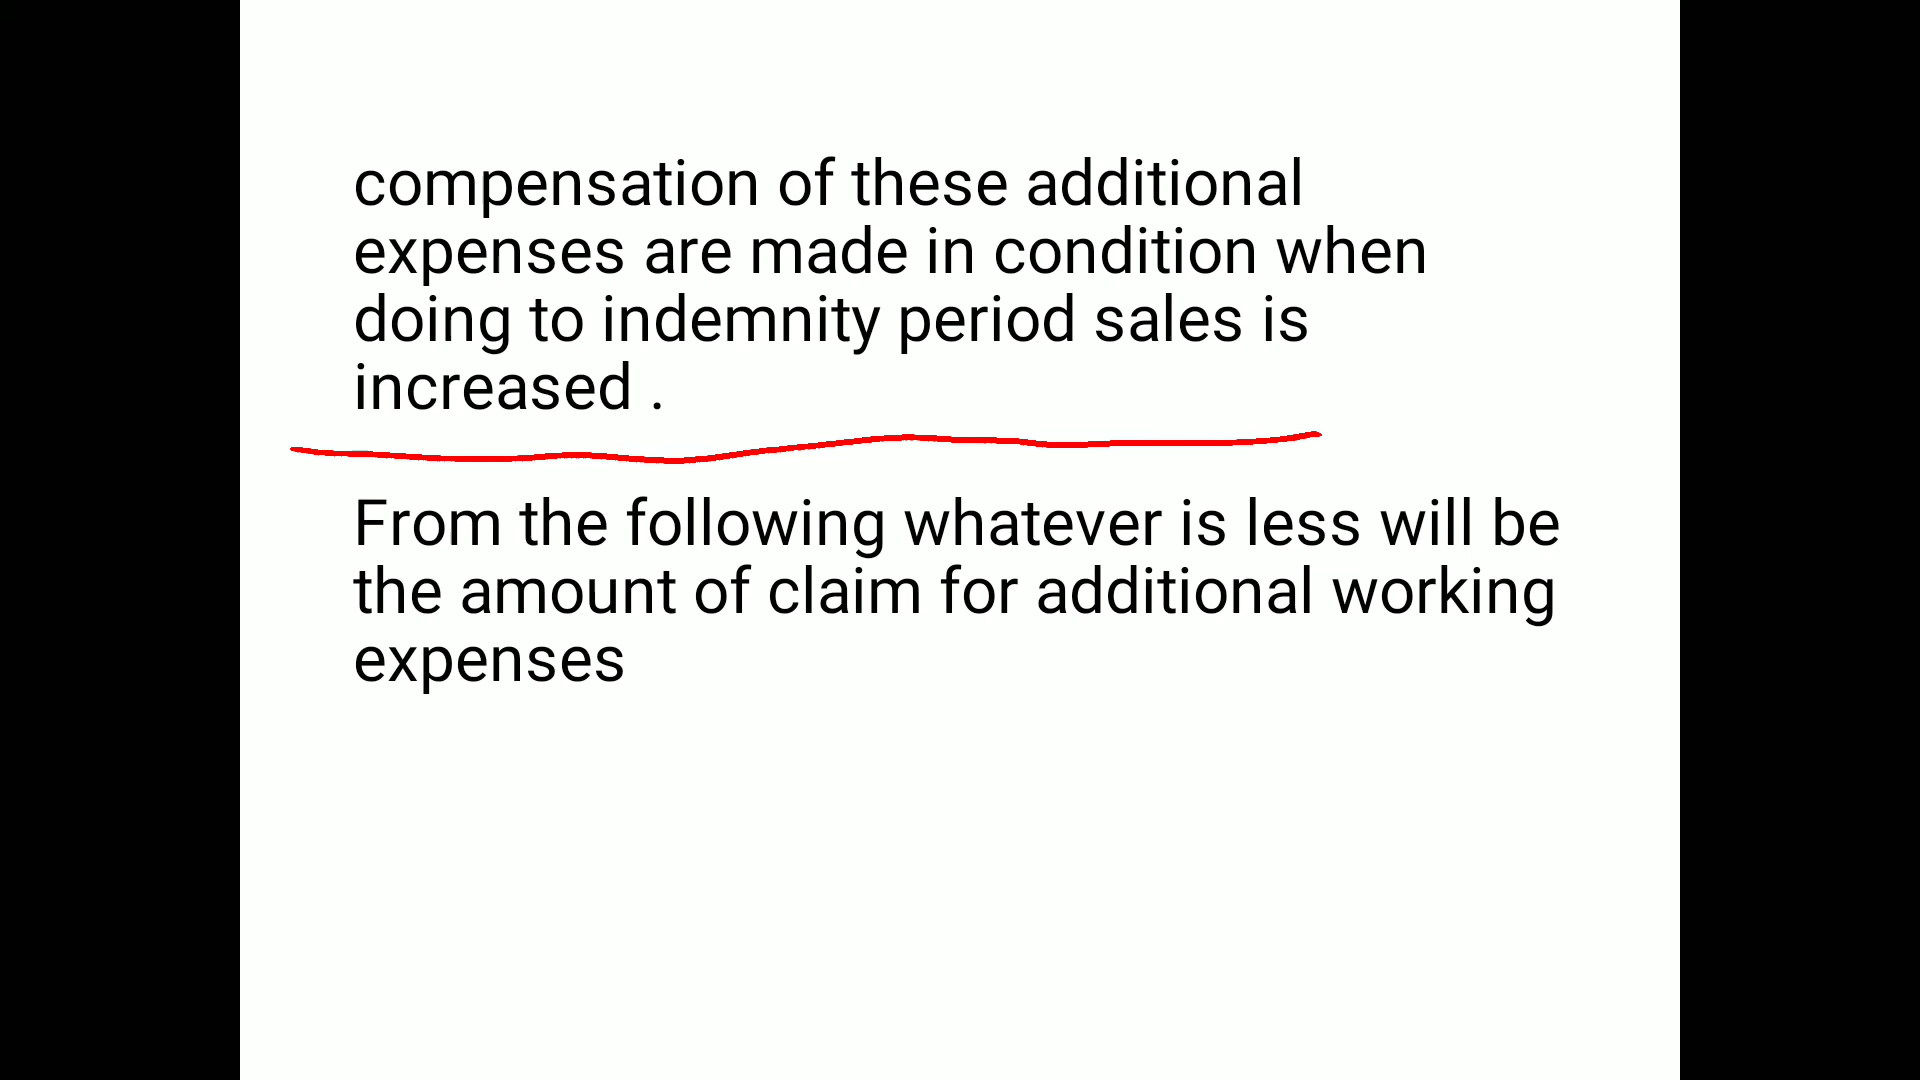 compensation of these additional
expenses are made in condition when
doing to indemnity period sales is
increased .
From the following whatever is less will be
the amount of claim for additional working
expenses